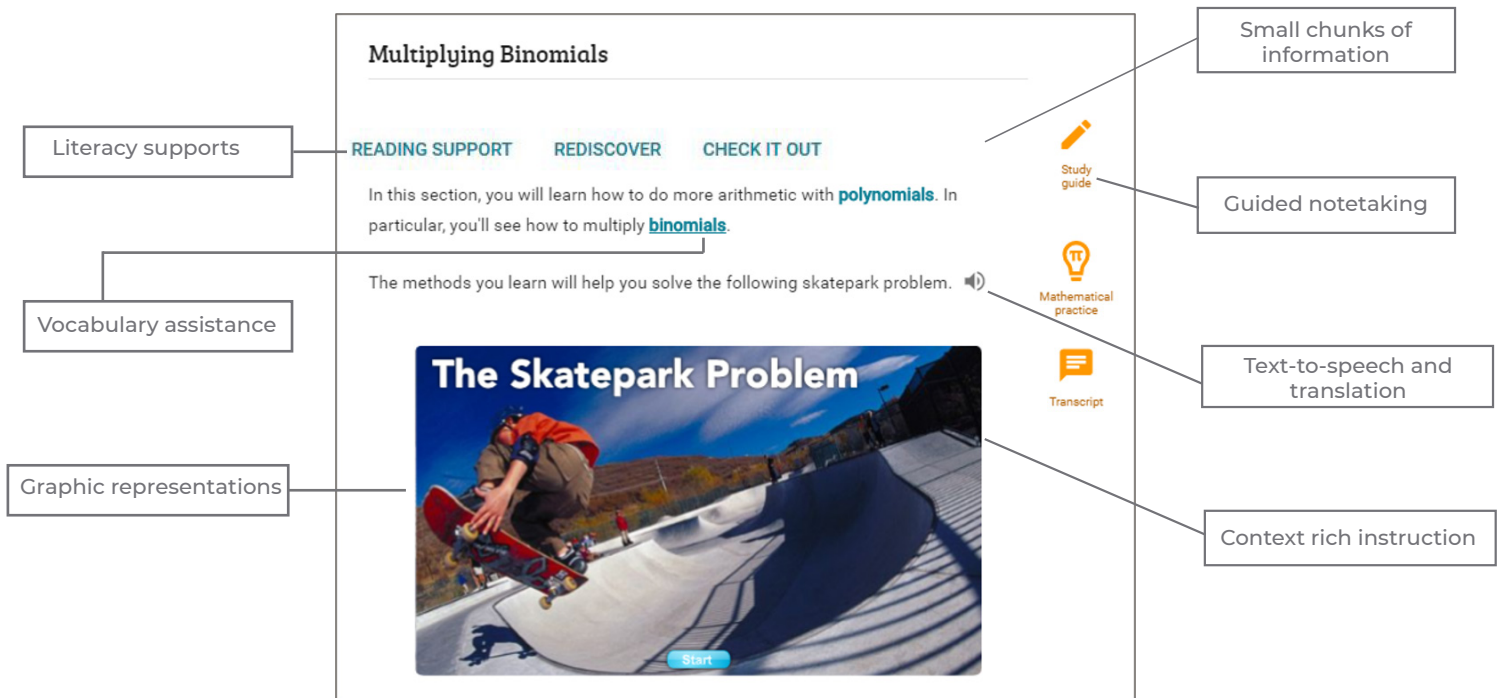 Small chunks of
information
Multiplying Binomials
Literacy supports
READING SUPPORT REDISCOVER CHECK IT OUT
Study
guide
In this section, you will learn how to do more arithmetic with polynomials. In
particular, you'll see how to multiply binomials.
Guided notetaking
π
Mathematical
practice
The methods you learn will help you solve the following skatepark problem.
Vocabulary assistance
Text-to-speech and
translation
The Skatepark Problem
Transcript
Graphic representations
Context rich instruction
Start